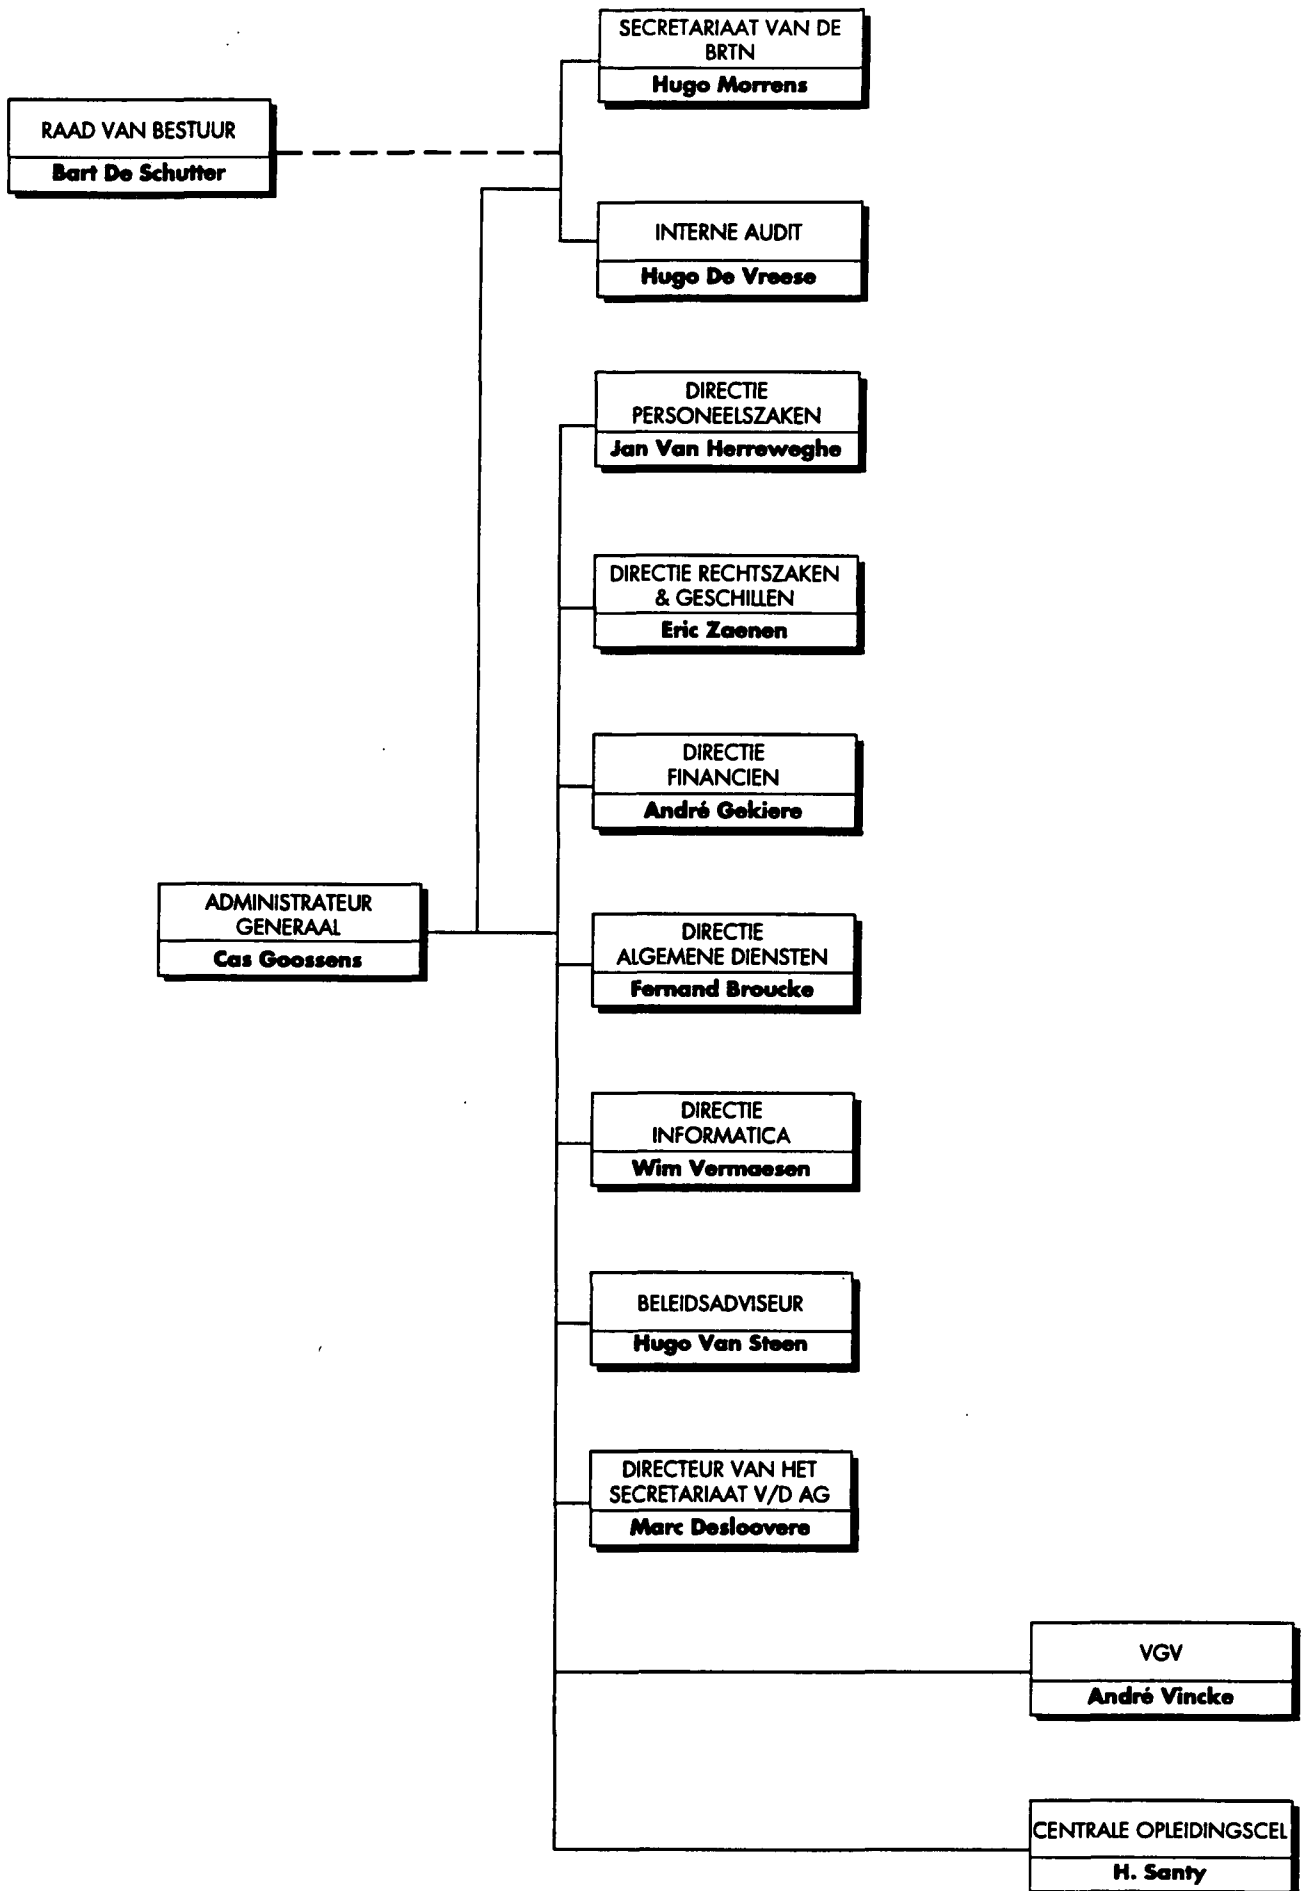 SECRETARIAAT VAN DE
BRTN
Hugo Morrens
RAAD VAN BESTUUR
Bart De Schutter
INTERNE AUDIT
Hugo De Vreese
DIRECTIE
PERSONEELSZAKEN
Jan Van Herreweghe
DIRECTIE RECHTSZAKEN
& GESCHILLEN
Eric Zaenen
DIRECTIE
FINANCIEN
André Gekiere
ADMINISTRATEUR
GENERAAL
Cas Goossens
DIRECTIE
ALGEMENE DIENSTEN
Fernand Broucke
DIRECTIE
INFORMATICA
Wim Vermaesen
BELEIDSADVISEUR
Hugo Van Steen
DIRECTEUR VAN HET
SECRETARIAAT V/D AG
Marc Desloovere
VGV
André Vincke
CENTRALE OPLEIDINGSCEL
H. Santy